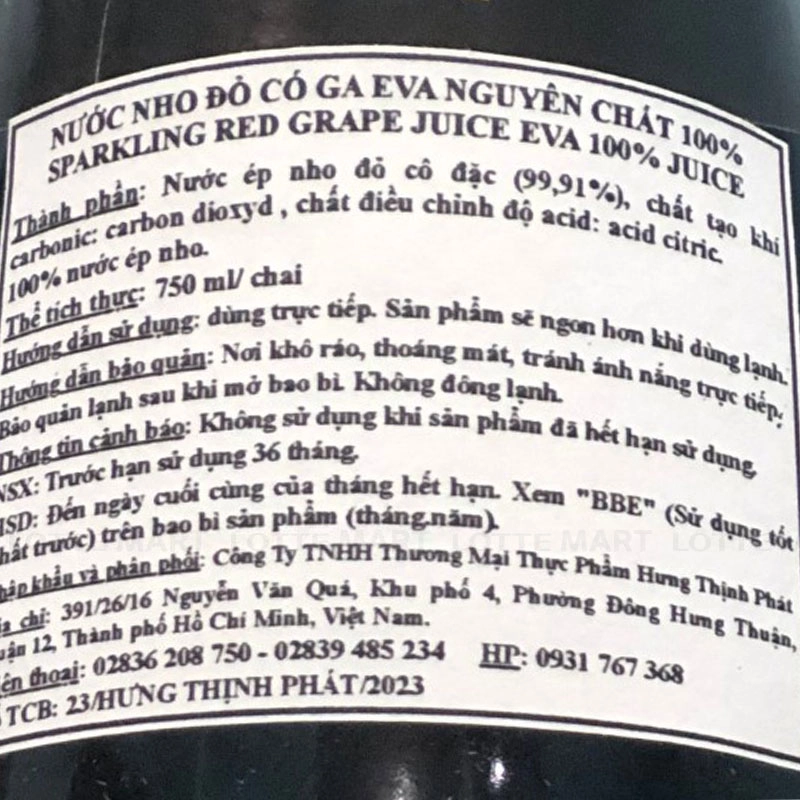 NƯỚC NHO ĐỎ CÓ GA EVA NGUYÊN CHẤT 100%
SPARKLING RED GRAPE JUICE EVA 100% JUICE
Thành phần: Nước ép nho đỏ cô đặc (99,91%), chất tạo khí
carbonic: carbon dioxyd , chất điều chỉnh độ acid: acid citric.
100% nước ép nho.
Thể tích thực: 750 ml/ chai
Hướng dẫn sử dụng: dùng trực tiếp. Sản phẩm sẽ ngon hơn khi dùng lạnh.
Hướng dẫn bảo quản: Nơi khô ráo, thoáng mát, tránh ánh nắng trực tiếp;
Bảo quản lạnh sau khi mở bao bì. Không đông lạnh.
Thông tin cảnh báo: Không sử dụng khi sản phẩm đã hết hạn sử dụng.
NSX: Trước hạn sử dụng 36 tháng.
HSD: Đến ngày cuối cùng của tháng hết hạn. Xem "BBE" (Sử dụng tốt
nhất trước) trên bao bì sản phẩm (tháng.năm).
Nhập khẩu và phân phối: Công Ty TNHH Thương Mại Thực Phẩm Hưng Thịnh Phát
Địa chỉ: 391/26/16 Nguyễn Văn Quá, Khu phố 4, Phường Đông Hưng Thuận,
Quận 12, Thành phố Hồ Chí Minh, Việt Nam.
Điện thoại: 02836 208 750 - 02839 485 234 HP: 0931 767 368
TCB: 23/HƯNG THỊNH PHÁT/2023
LOTTE MART LOTTE MART LOTTE MART LOTTE